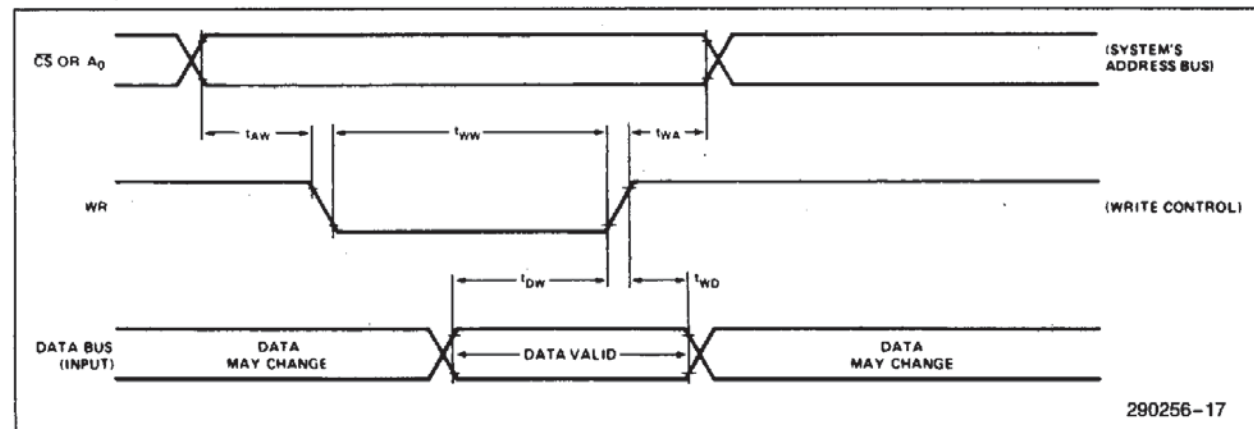 C̅S̅ OR A₀
(SYSTEM'S
ADDRESS BUS)
tAW
tWW
tWA
WR
(WRITE CONTROL)
tDW
tWD
DATA BUS
(INPUT)
DATA
MAY CHANGE
DATA VALID
DATA
MAY CHANGE
290256–17